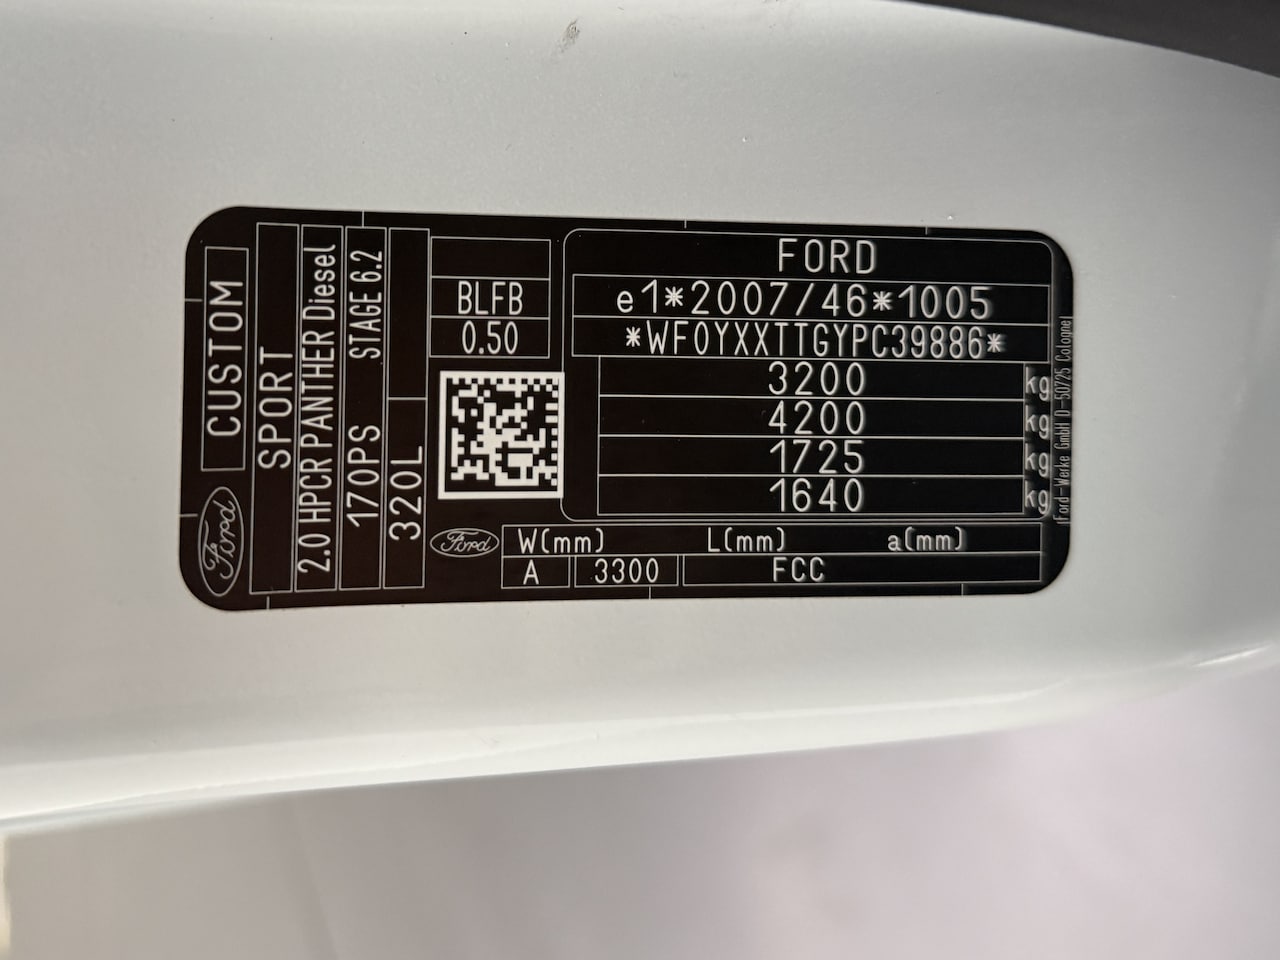 Ford
CUSTOM
SPORT
2.0 HPCR PANTHER Diesel
170PS STAGE 6.2
320L
BLFB
0.50
FORD
e1*2007/46*1005
*WF0YXXTTGYPC39886*
3200 kg
4200 kg
1725 kg
1640 kg
Ford-Werke GmbH D-50725 Cologne
Ford
W(mm) L(mm) a(mm)
A 3300 FCC